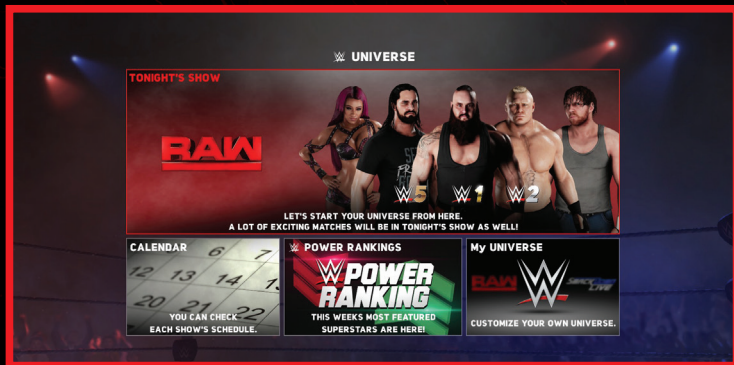 W UNIVERSE
TONIGHT'S SHOW
RAW
W 5 W 1 W 2
LET'S START YOUR UNIVERSE FROM HERE.
A LOT OF EXCITING MATCHES WILL BE IN TONIGHT'S SHOW AS WELL!
CALENDAR
6 7
12 13 14
20 21 22
YOU CAN CHECK
EACH SHOW'S SCHEDULE.
W POWER RANKINGS
W POWER
RANKING
THIS WEEKS MOST FEATURED
SUPERSTARS ARE HERE!
My UNIVERSE
RAW W SMACKDOWN
LIVE
CUSTOMIZE YOUR OWN UNIVERSE.